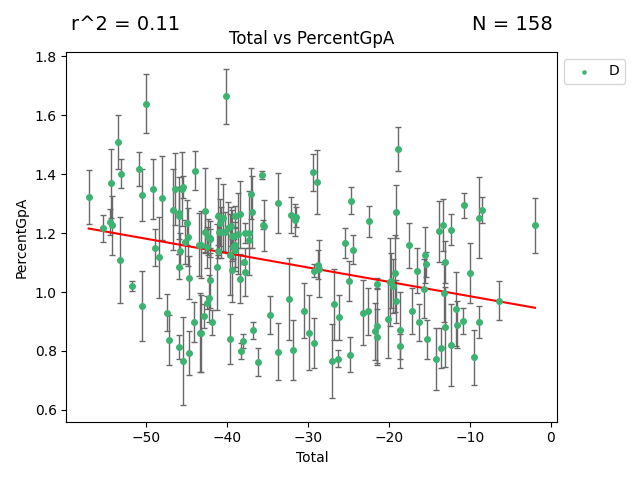 r^2 = 0.11
N = 158
Total vs PercentGpA
D
PercentGpA
1.8
1.6
1.4
1.2
1.0
0.8
0.6
−50
−40
−30
−20
−10
0
Total